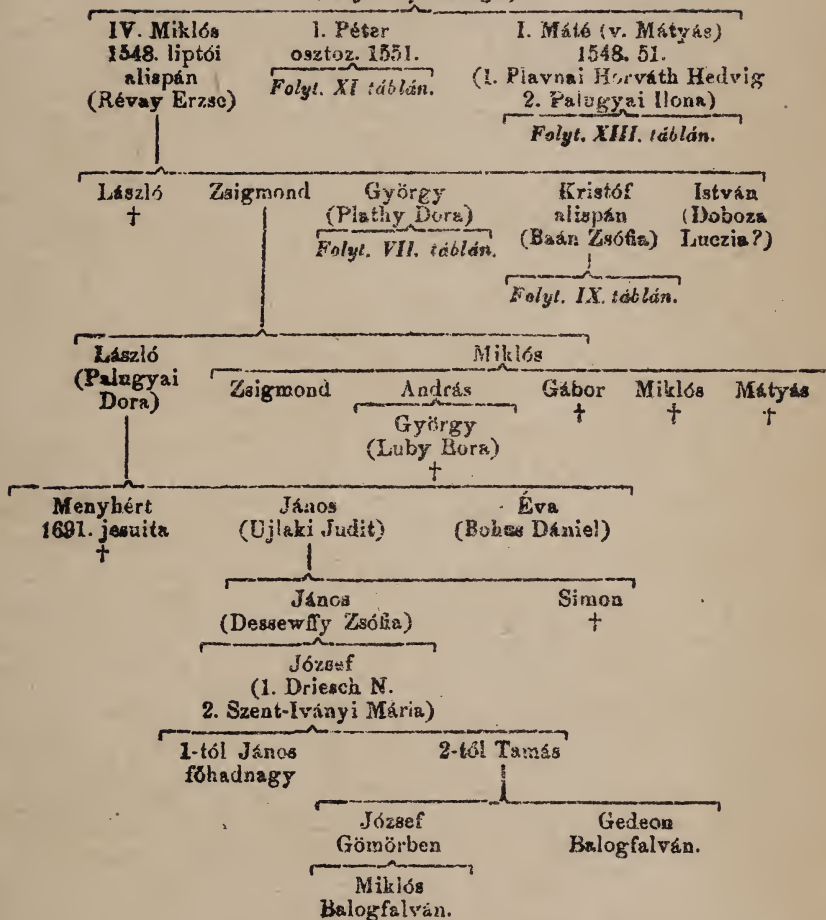 IV. Miklós 1. Péter I. Máté (v. Mátyás)
1548. liptói osztoz. 1551. 1548. 51.
alispán Folyt. XI táblán. (1. Plavnai Horváth Hedvig
(Révay Erzse) 2. Palugyai Ilona)
Folyt. XIII. táblán.
László Zsigmond György Kristóf István
† (Plathy Dora) alispán (Doboza
Folyt. VII. táblán. (Baán Zsófia) Luczia?)
Folyt. IX. táblán.
László Miklós
(Palugyai Zsigmond András Gábor Miklós Mátyás
Dora) † † †
György
(Luby Bora)
†
Menyhért János Éva
1691. jesuita (Ujlaki Judit) (Bohus Dániel)
†
János Simon
(Dessewffy Zsófia) †
József
(1. Driesch N.
2. Szent-Iványi Mária)
1-tól János 2-tól Tamás
főhadnagy
József Gedeon
Gömörben Balogfalván.
Miklós
Balogfalván.